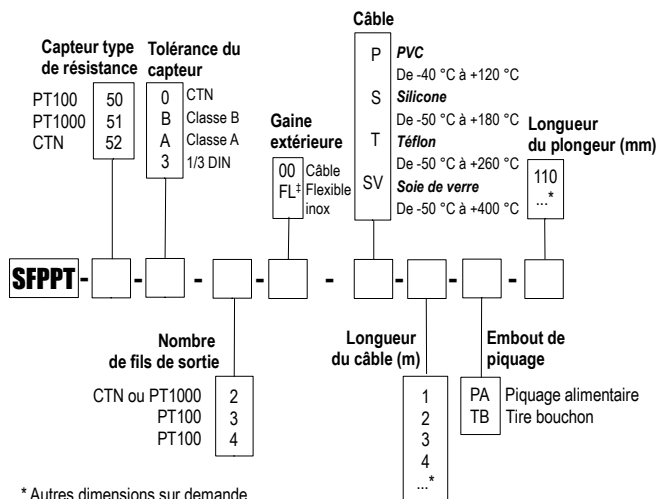 Câble
Capteur type
de résistance
Tolérance du
capteur
PT100 50
PT1000 51
CTN 52
0 CTN
B Classe B
A Classe A
3 1/3 DIN
Gaine
extérieure
00 Câble
FL‡ Flexible
inox
P PVC
De -40 °C à +120 °C
S Silicone
De -50 °C à +180 °C
T Téflon
De -50 °C à +260 °C
SV Soie de verre
De -50 °C à +400 °C
Longueur
du plongeur (mm)
110
...*
SFPPT- - - - - - - -
Nombre
de fils de sortie
CTN ou PT1000 2
PT100 3
PT100 4
Longueur
du câble (m)
1
2
3
4
...*
Embout de
piquage
PA Piquage alimentaire
TB Tire bouchon
* Autres dimensions sur demande